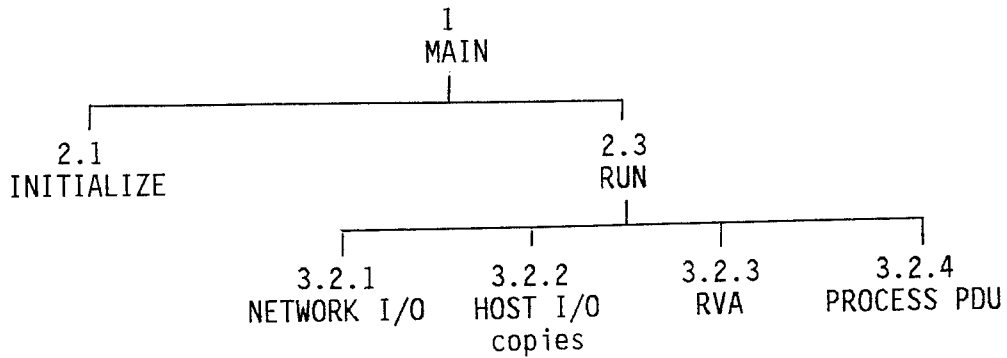 1
MAIN
2.1
INITIALIZE
2.3
RUN
3.2.1
NETWORK I/O
3.2.2
HOST I/O
copies
3.2.3
RVA
3.2.4
PROCESS PDU